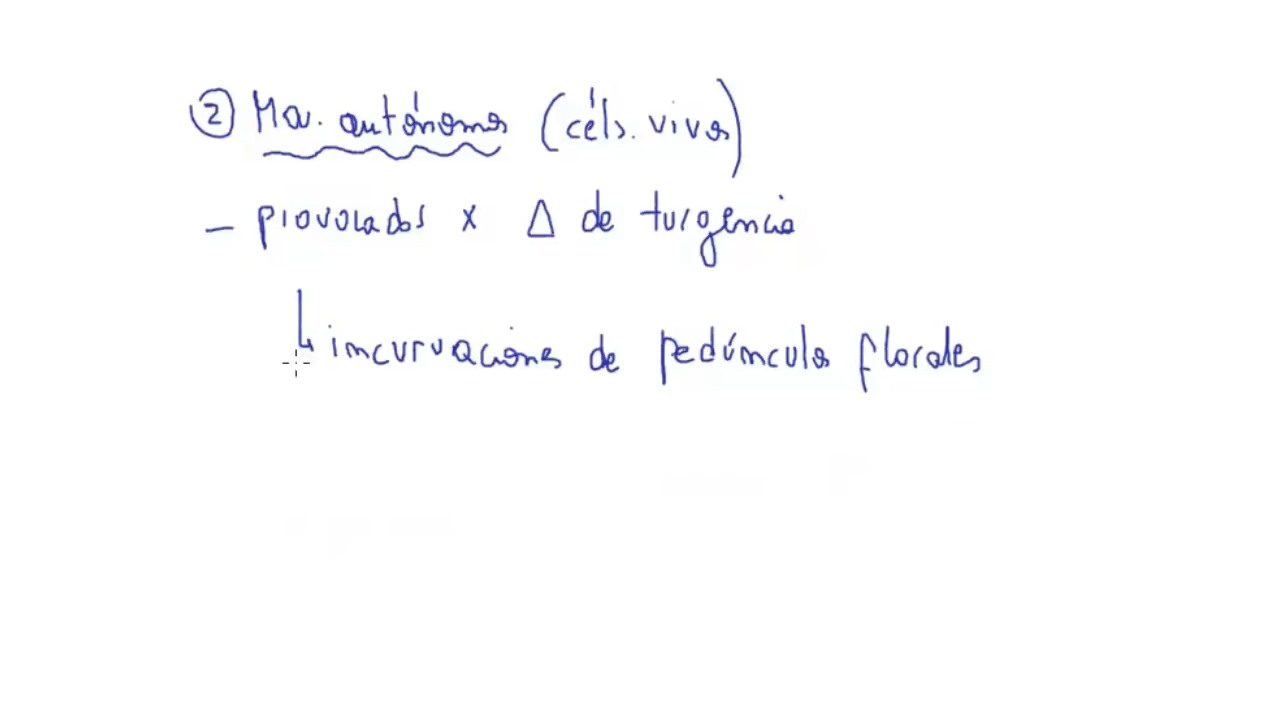 ② Mov. autónomos (céls. vivas)
- provocados x Δ de turgencia
↳ incurvaciones de pedúnculos florales